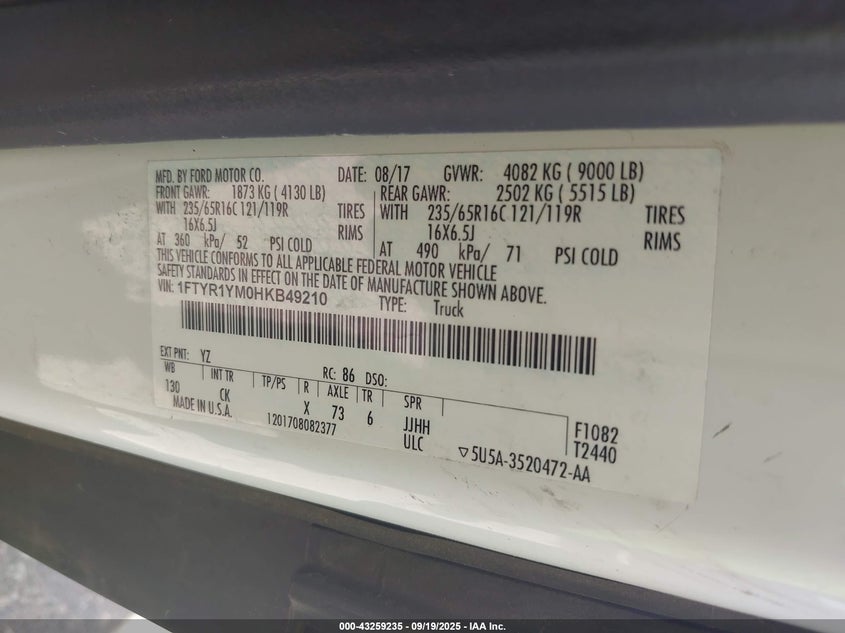 MFD. BY FORD MOTOR CO. DATE: 08/17 GVWR: 4082 KG ( 9000 LB)
FRONT GAWR: 1873 KG ( 4130 LB) REAR GAWR: 2502 KG ( 5515 LB)
WITH 235/65R16C 121/119R TIRES WITH 235/65R16C 121/119R TIRES
16X6.5J RIMS 16X6.5J RIMS
AT 360 kPa/ 52 PSI COLD AT 490 kPa/ 71 PSI COLD
THIS VEHICLE CONFORMS TO ALL APPLICABLE FEDERAL MOTOR VEHICLE
SAFETY STANDARDS IN EFFECT ON THE DATE OF MANUFACTURE SHOWN ABOVE.
VIN: 1FTYR1YM0HKB49210 TYPE: Truck
EXT PNT: YZ RC: 86 DSO:
WB INT TR TP/PS R AXLE TR SPR
130 CK X 73 6 JJHH F1082
MADE IN U.S.A. 1201708082377 ULC T2440
▽5U5A-3520472-AA
000-43259235 - 09/19/2025 - IAA Inc.